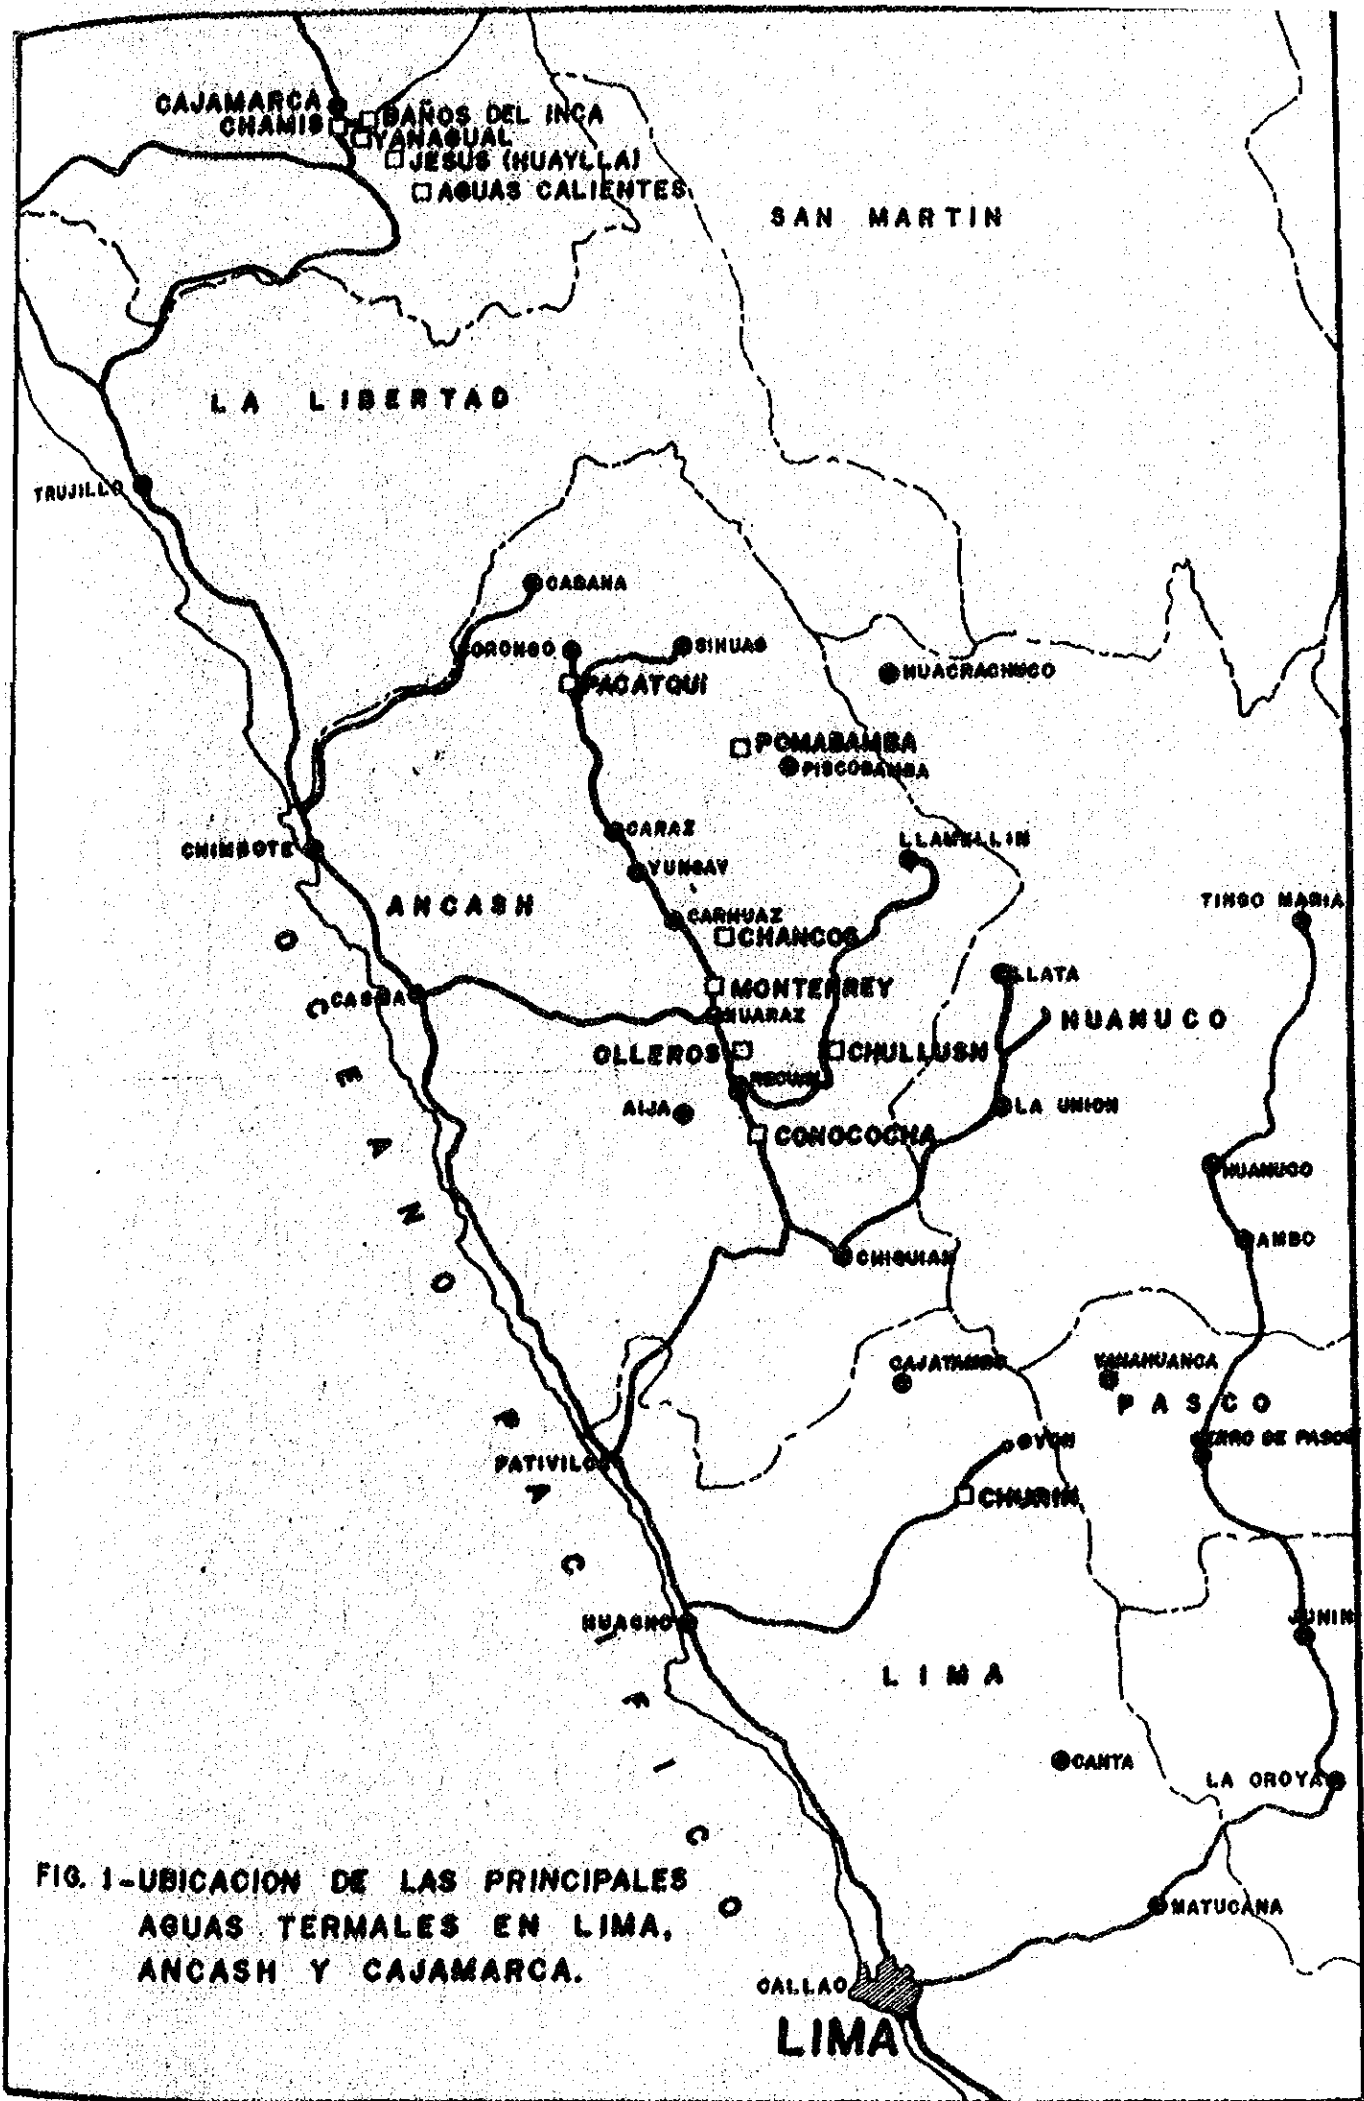 CAJAMARCA
CHAMIS
BAÑOS DEL INCA
YANAGUAL
JESUS (HUAYLLA)
AGUAS CALIENTES
SAN MARTIN
LA LIBERTAD
TRUJILLO
CABANA
CORONGO
SIHUAS
PACATQUI
HUACRACHUCO
POMABAMBA
PISCOBAMBA
CARAZ
LLAMELLIN
CHIMBOTE
YUNGAY
ANCASH
TINGO MARIA
CARHUAZ
CHANCOS
LLATA
CASMA
MONTERREY
HUARAZ
HUANUCO
OLLEROS
CHULLUSH
RECUAY
AIJA
LA UNION
CONOCOCHA
HUANUCO
AMBO
CHIQUIAN
OCEANO PACIFICO
CAJATAMBO
YANAHUANCA
PASCO
OYON
CERRO DE PASCO
PATIVILCA
CHURIN
HUACHO
JUNIN
LIMA
CANTA
LA OROYA
FIG. 1-UBICACION DE LAS PRINCIPALES
AGUAS TERMALES EN LIMA,
ANCASH Y CAJAMARCA.
MATUCANA
CALLAO
LIMA